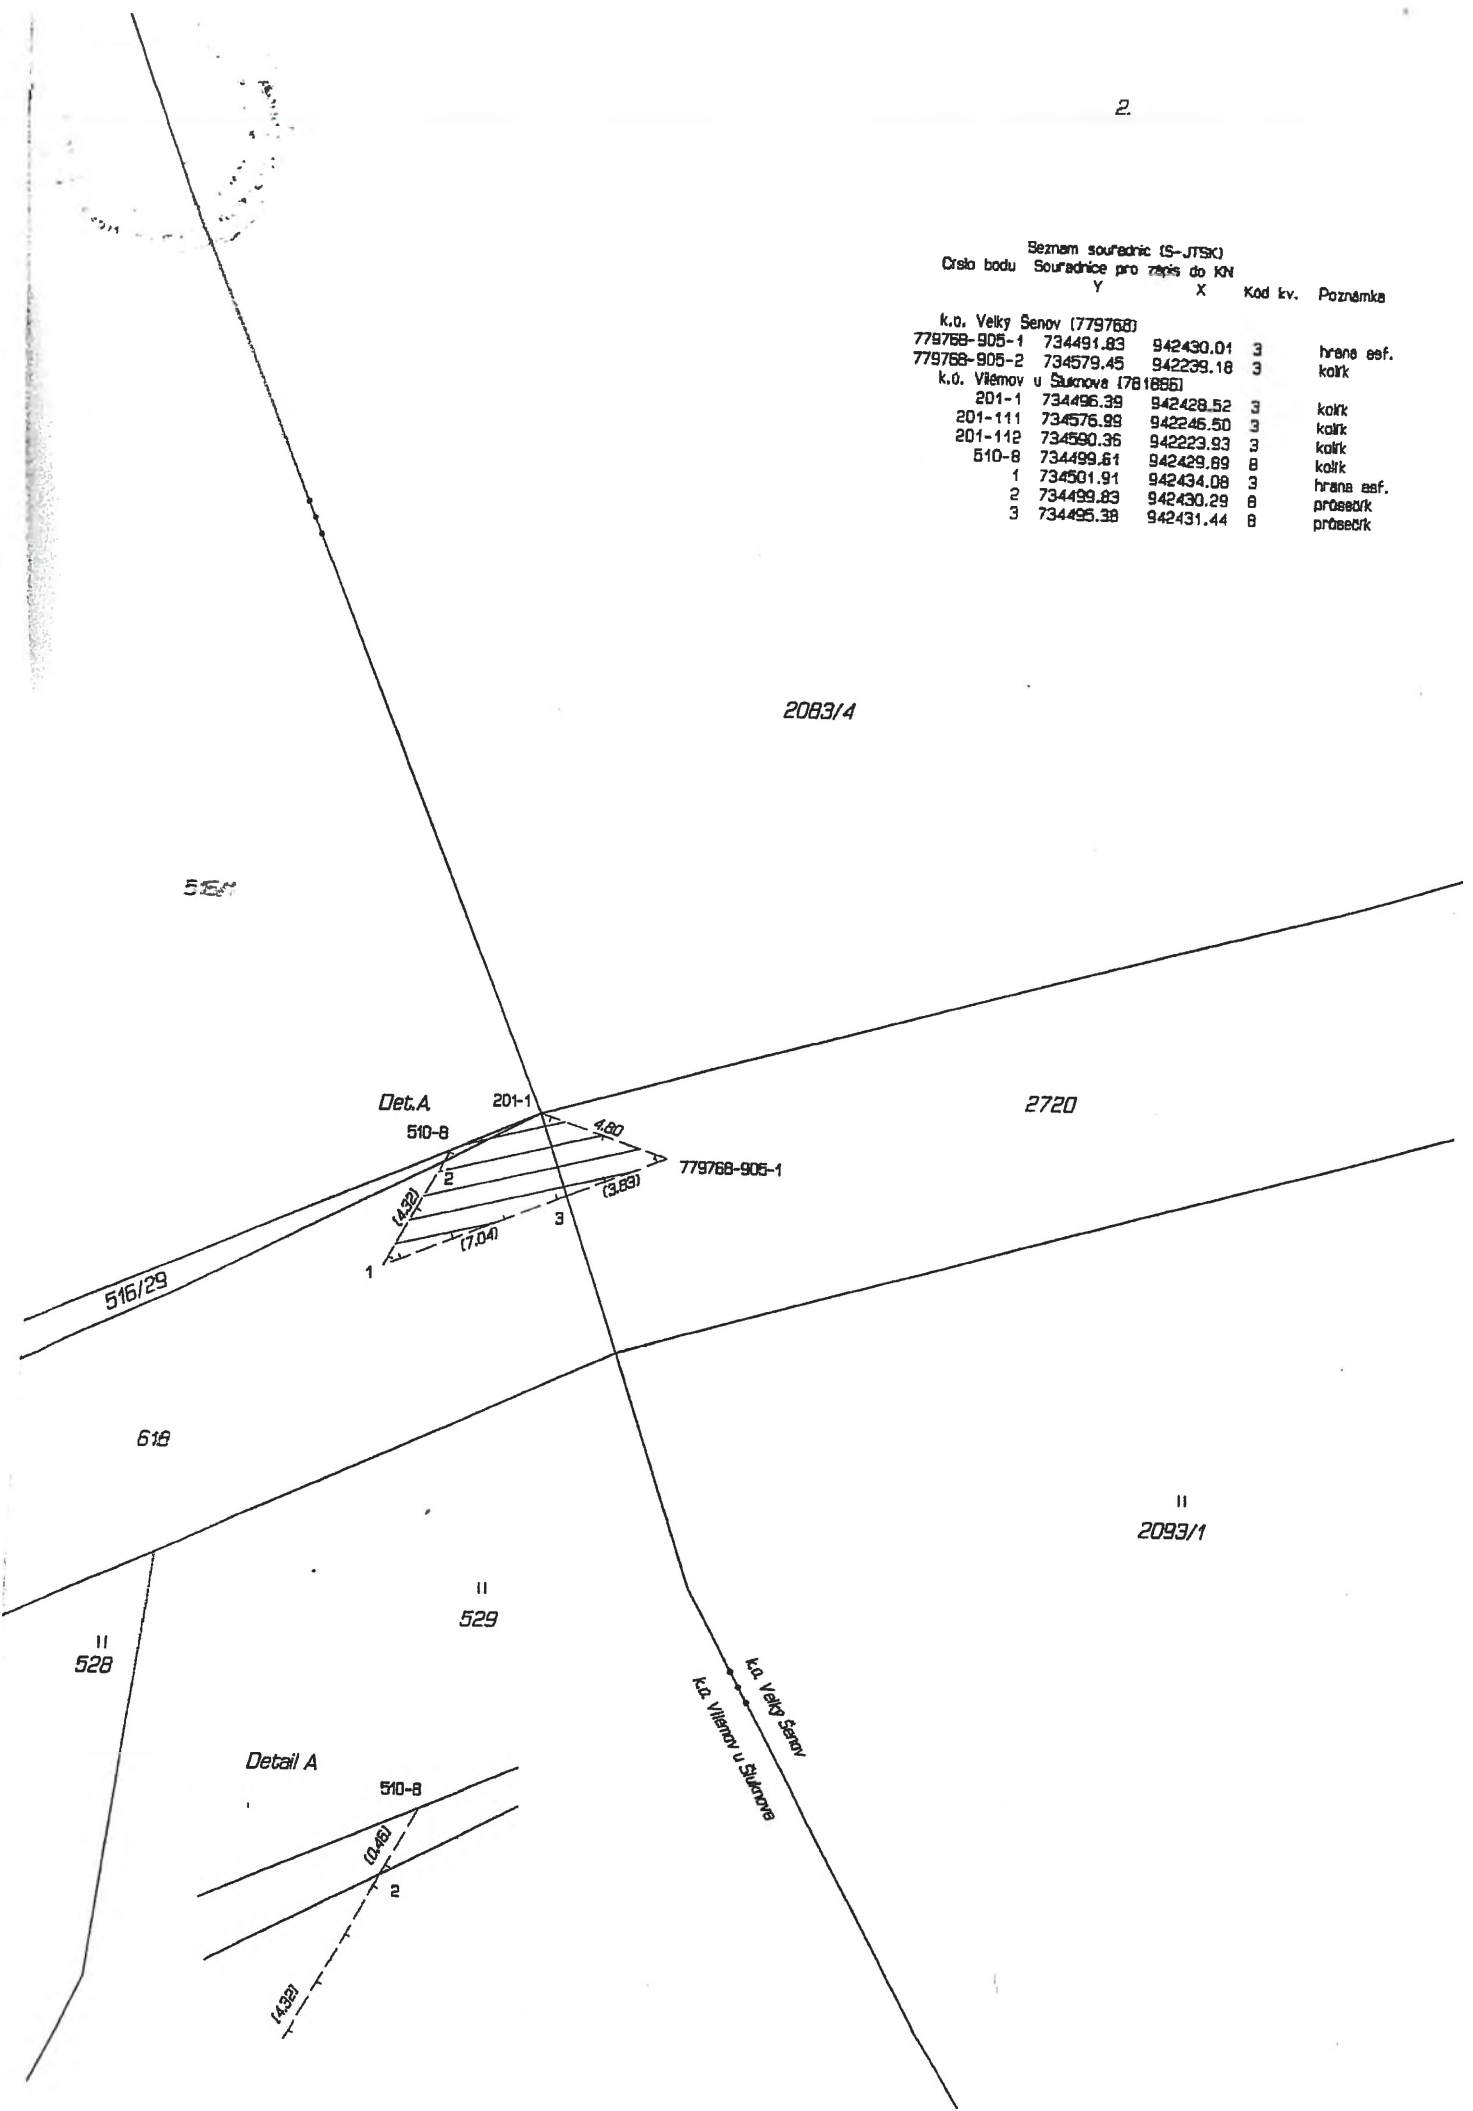 2.
Seznam souřadnic (S-JTSK)
Číslo bodu Souřadnice pro zápis do KN
Y X Kód kv. Poznámka
k.ú. Velký Šenov (779768)
779768-905-1 734491.83 942430.01 3 hrana asf.
779768-905-2 734579.45 942239.18 3 kolík
k.ú. Vilémov u Šluknova (781886)
201-1 734496.39 942428.52 3 kolík
201-111 734576.99 942246.50 3 kolík
201-112 734590.36 942223.93 3 kolík
510-8 734499.61 942429.89 8 kolík
1 734501.91 942434.08 3 hrana asf.
2 734499.83 942430.29 8 průsečík
3 734495.38 942431.44 8 průsečík
2083/4
Det.A
201-1
2720
510-8
4.80
779768-905-1
2
(4.32)
(3.83)
3
(7.04)
1
516/29
618
II
2093/1
II
529
II
528
k.ú. Velký Šenov
k.ú. Vilémov u Šluknova
Detail A
510-8
(0.46)
2
(4.32)